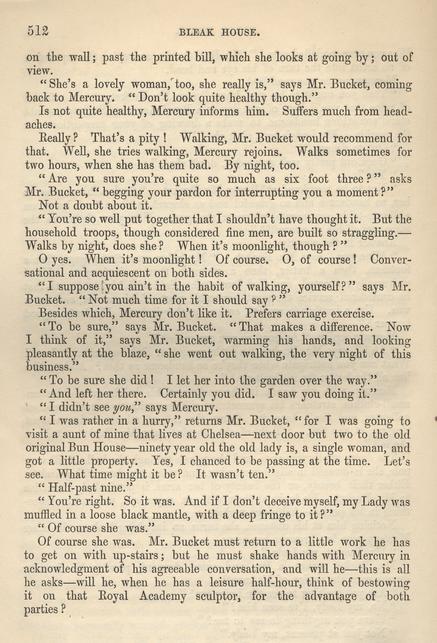 512
BLEAK HOUSE.
on the wall; past the printed bill, which she looks at going by; out of
view.
"She's a lovely woman, too, she really is," says Mr. Bucket, coming
back to Mercury. "Don't look quite healthy though."
Is not quite healthy, Mercury informs him. Suffers much from head-
aches.
Really? That's a pity! Walking, Mr. Bucket would recommend for
that. Well, she tries walking, Mercury rejoins. Walks sometimes for
two hours, when she has them bad. By night, too.
"Are you sure you're quite so much as six foot three?" asks
Mr. Bucket, "begging your pardon for interrupting you a moment?"
Not a doubt about it.
"You're so well put together that I shouldn't have thought it. But the
household troops, though considered fine men, are built so straggling.—
Walks by night, does she? When it's moonlight, though?"
O yes. When it's moonlight! Of course. O, of course! Conver-
sational and acquiescent on both sides.
"I suppose you ain't in the habit of walking, yourself?" says Mr.
Bucket. "Not much time for it I should say?"
Besides which, Mercury don't like it. Prefers carriage exercise.
"To be sure," says Mr. Bucket. "That makes a difference. Now
I think of it," says Mr. Bucket, warming his hands, and looking
pleasantly at the blaze, "she went out walking, the very night of this
business."
"To be sure she did! I let her into the garden over the way."
"And left her there. Certainly you did. I saw you doing it."
"I didn't see you," says Mercury.
"I was rather in a hurry," returns Mr. Bucket, "for I was going to
visit a aunt of mine that lives at Chelsea—next door but two to the old
original Bun House—ninety year old the old lady is, a single woman, and
got a little property. Yes, I chanced to be passing at the time. Let's
see. What time might it be? It wasn't ten."
"Half-past nine."
"You're right. So it was. And if I don't deceive myself, my Lady was
muffled in a loose black mantle, with a deep fringe to it?"
"Of course she was."
Of course she was. Mr. Bucket must return to a little work he has
to get on with up-stairs; but he must shake hands with Mercury in
acknowledgment of his agreeable conversation, and will he—this is all
he asks—will he, when he has a leisure half-hour, think of bestowing
it on that Royal Academy sculptor, for the advantage of both
parties?